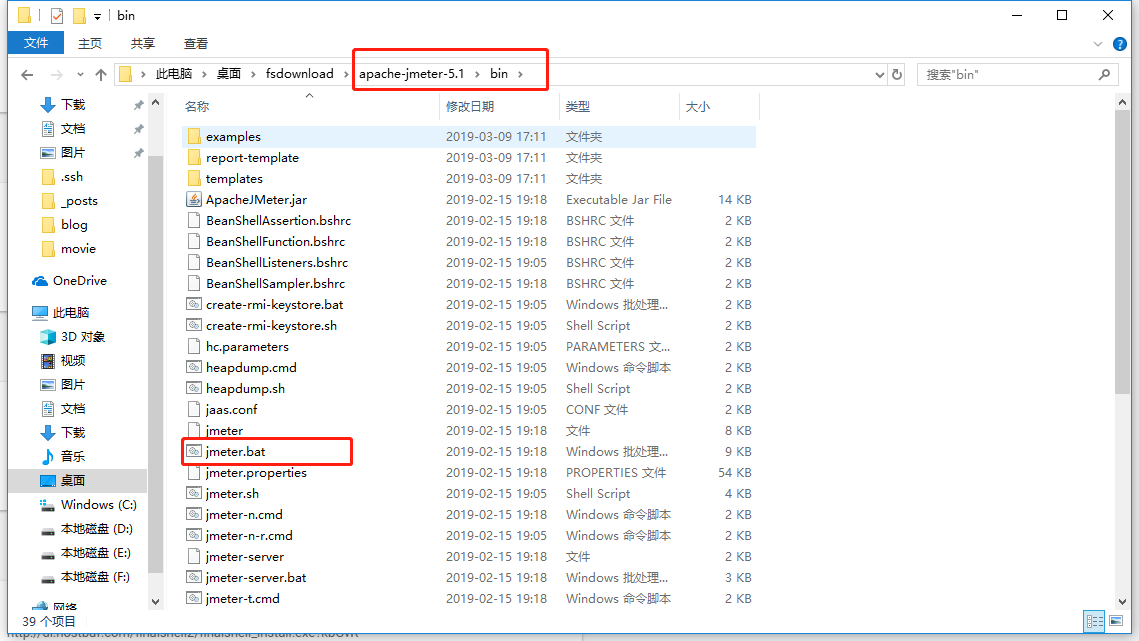 bin
文件 主页 共享 查看
此电脑 桌面 fsdownload apache-jmeter-5.1 bin 搜索"bin"
下载
文档
图片
.ssh
_posts
blog
movie
OneDrive
此电脑
3D 对象
视频
图片
文档
下载
音乐
桌面
Windows (C:)
本地磁盘 (D:)
本地磁盘 (E:)
本地磁盘 (F:)
网络
名称 修改日期 类型 大小
examples 2019-03-09 17:11 文件夹
report-template 2019-03-09 17:11 文件夹
templates 2019-03-09 17:11 文件夹
ApacheJMeter.jar 2019-02-15 19:18 Executable Jar File 14 KB
BeanShellAssertion.bshrc 2019-02-15 19:18 BSHRC 文件 2 KB
BeanShellFunction.bshrc 2019-02-15 19:18 BSHRC 文件 2 KB
BeanShellListeners.bshrc 2019-02-15 19:18 BSHRC 文件 2 KB
BeanShellSampler.bshrc 2019-02-15 19:18 BSHRC 文件 2 KB
create-rmi-keystore.bat 2019-02-15 19:05 Windows 批处理... 2 KB
create-rmi-keystore.sh 2019-02-15 19:05 Shell Script 2 KB
hc.parameters 2019-02-15 19:05 PARAMETERS 文... 2 KB
heapdump.cmd 2019-02-15 19:05 Windows 命令脚本 2 KB
heapdump.sh 2019-02-15 19:05 Shell Script 2 KB
jaas.conf 2019-02-15 19:05 CONF 文件 2 KB
jmeter 2019-02-15 19:18 文件 8 KB
jmeter.bat 2019-02-15 19:18 Windows 批处理... 9 KB
jmeter.properties 2019-02-15 19:18 PROPERTIES 文件 54 KB
jmeter.sh 2019-02-15 19:05 Shell Script 4 KB
jmeter-n.cmd 2019-02-15 19:18 Windows 命令脚本 2 KB
jmeter-n-r.cmd 2019-02-15 19:05 Windows 命令脚本 2 KB
jmeter-server 2019-02-15 19:18 文件 2 KB
jmeter-server.bat 2019-02-15 19:18 Windows 批处理... 3 KB
jmeter-t.cmd 2019-02-15 19:18 Windows 命令脚本 2 KB
39 个项目